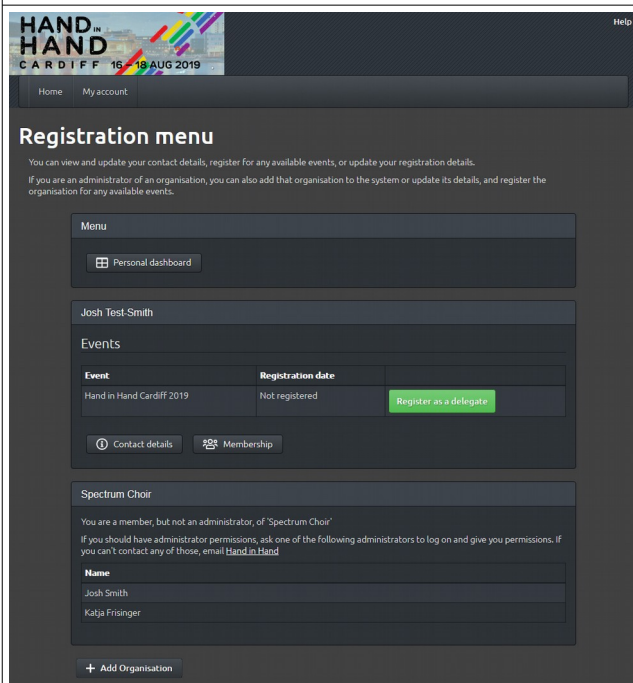 HAND IN
HAND
CARDIFF 16-18 AUG 2019
Help
Home My account
Registration menu
You can view and update your contact details, register for any available events, or update your registration details.
If you are an administrator of an organisation, you can also add that organisation to the system or update its details, and register the
organisation for any available events.
Menu
Personal dashboard
Josh Test-Smith
Events
Event Registration date
Hand in Hand Cardiff 2019 Not registered Register as a delegate
Contact details Membership
Spectrum Choir
You are a member, but not an administrator, of 'Spectrum Choir'
If you should have administrator permissions, ask one of the following administrators to log on and give you permissions. If
you can't contact any of those, email Hand in Hand
Name
Josh Smith
Katja Frisinger
+ Add Organisation